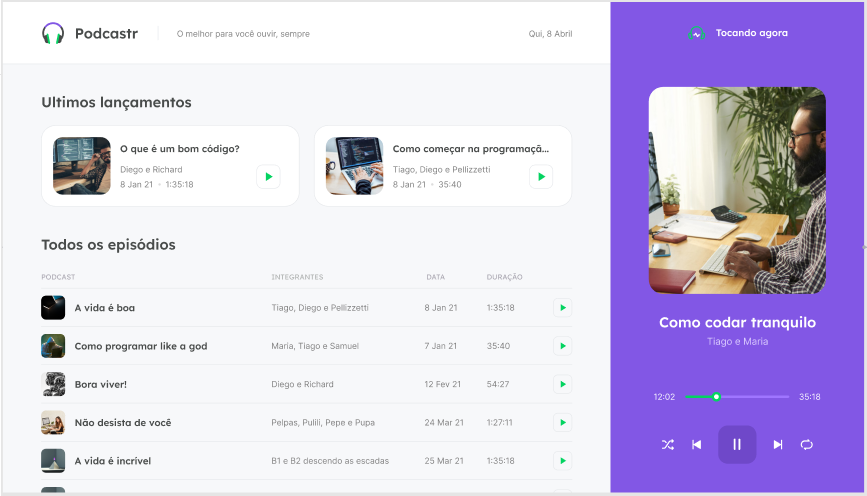 Podcastr
O melhor para você ouvir, sempre
Qui, 8 Abril
Tocando agora
Ultimos lançamentos
O que é um bom código?
Diego e Richard
8 Jan 21 • 1:35:18
Como começar na programaçã...
Tiago, Diego e Pellizzetti
8 Jan 21 • 35:40
Todos os episódios
PODCAST INTEGRANTES DATA DURAÇÃO
A vida é boa Tiago, Diego e Pellizzetti 8 Jan 21 1:35:18
Como programar like a god Maria, Tiago e Samuel 7 Jan 21 35:40
Bora viver! Diego e Richard 12 Fev 21 54:27
Não desista de você Pelpas, Pulili, Pepe e Pupa 24 Mar 21 1:27:11
A vida é incrível B1 e B2 descendo as escadas 25 Mar 21 1:35:18
Como codar tranquilo
Tiago e Maria
12:02 35:18